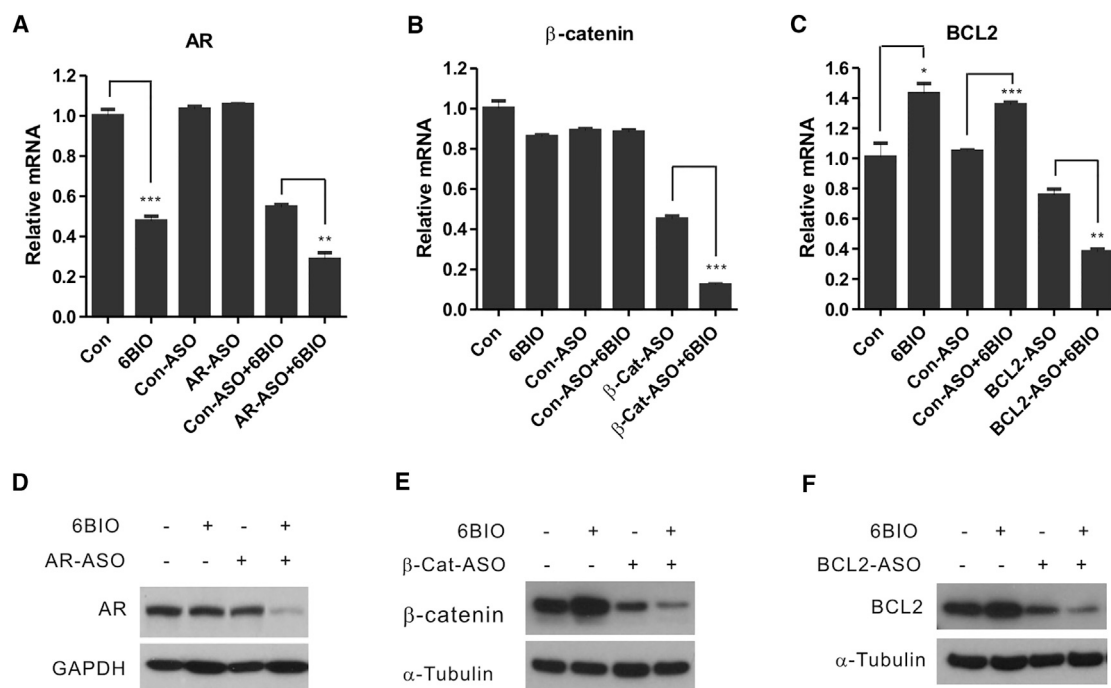 A
AR
Relative mRNA
1.2
1.0
0.8
0.6
0.4
0.2
0.0
***
**
Con
6BIO
Con-ASO
AR-ASO
Con-ASO+6BIO
AR-ASO+6BIO
B
β-catenin
Relative mRNA
1.2
1.0
0.8
0.6
0.4
0.2
0.0
***
Con
6BIO
Con-ASO
Con-ASO+6BIO
β-Cat-ASO
β-Cat-ASO+6BIO
C
BCL2
Relative mRNA
1.6
1.4
1.2
1.0
0.8
0.6
0.4
0.2
0.0
*
***
**
Con
6BIO
Con-ASO
Con-ASO+6BIO
BCL2-ASO
BCL2-ASO+6BIO
D
6BIO - + - +
AR-ASO - - + +
AR
GAPDH
E
6BIO - + - +
β-Cat-ASO - - + +
β-catenin
α-Tubulin
F
6BIO - + - +
BCL2-ASO - - + +
BCL2
α-Tubulin